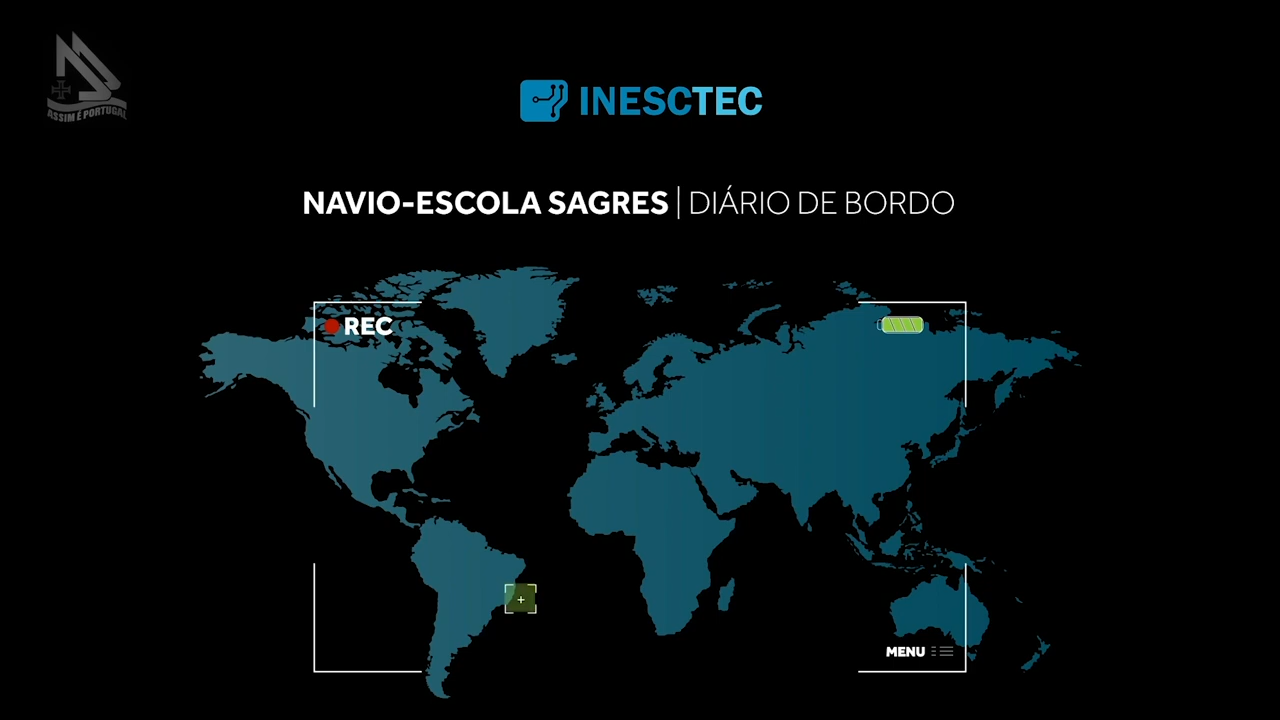 ASSIM É PORTUGAL
INESCTEC
NAVIO-ESCOLA SAGRES | DIÁRIO DE BORDO
REC
MENU